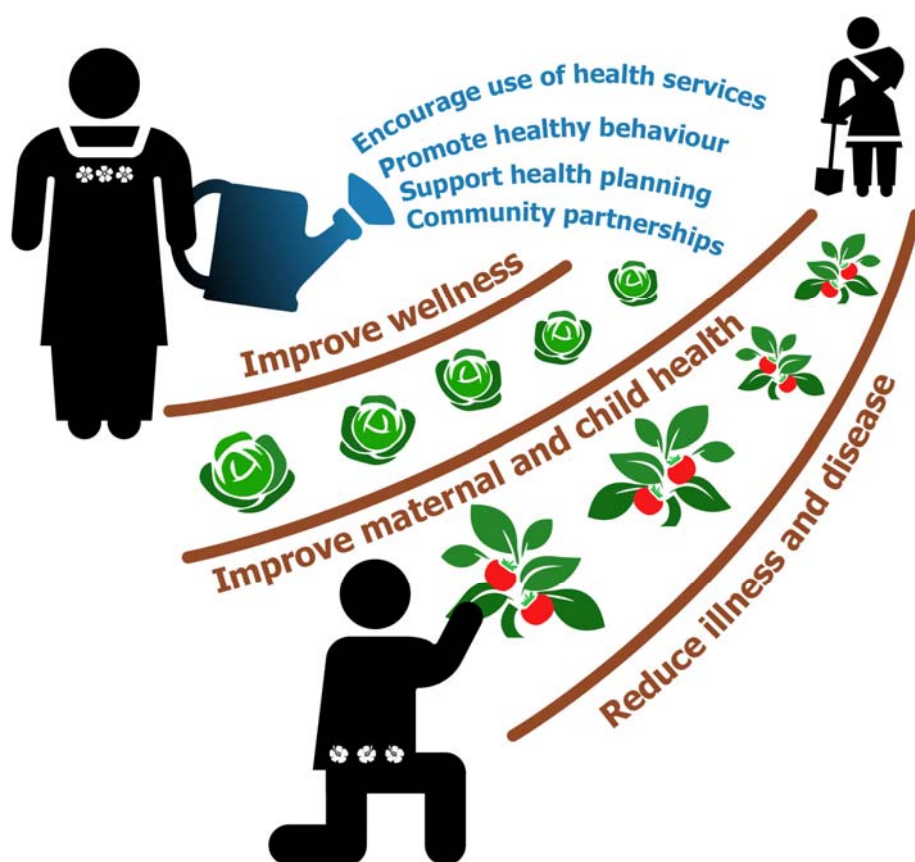 Encourage use of health services
Promote healthy behaviour
Support health planning
Community partnerships
Improve wellness
Improve maternal and child health
Reduce illness and disease